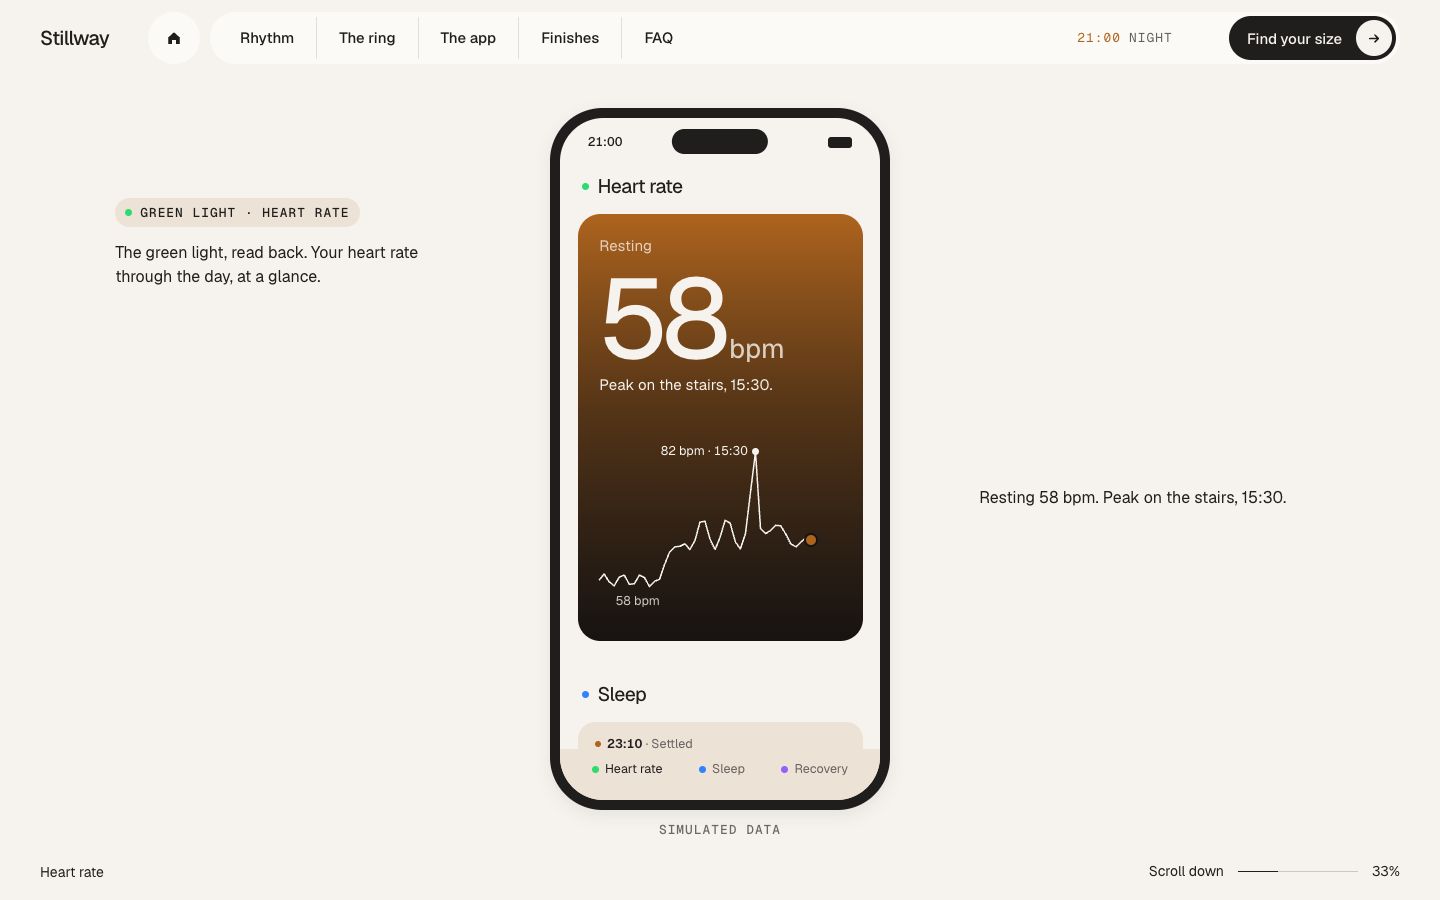 Stillway
Rhythm
The ring
The app
Finishes
FAQ
21:00 NIGHT
Find your size
21:00
Heart rate
GREEN LIGHT · HEART RATE
The green light, read back. Your heart rate
through the day, at a glance.
Resting
58bpm
Peak on the stairs, 15:30.
82 bpm · 15:30
58 bpm
Resting 58 bpm. Peak on the stairs, 15:30.
Sleep
23:10 · Settled
Heart rate
Sleep
Recovery
SIMULATED DATA
Heart rate
Scroll down
33%